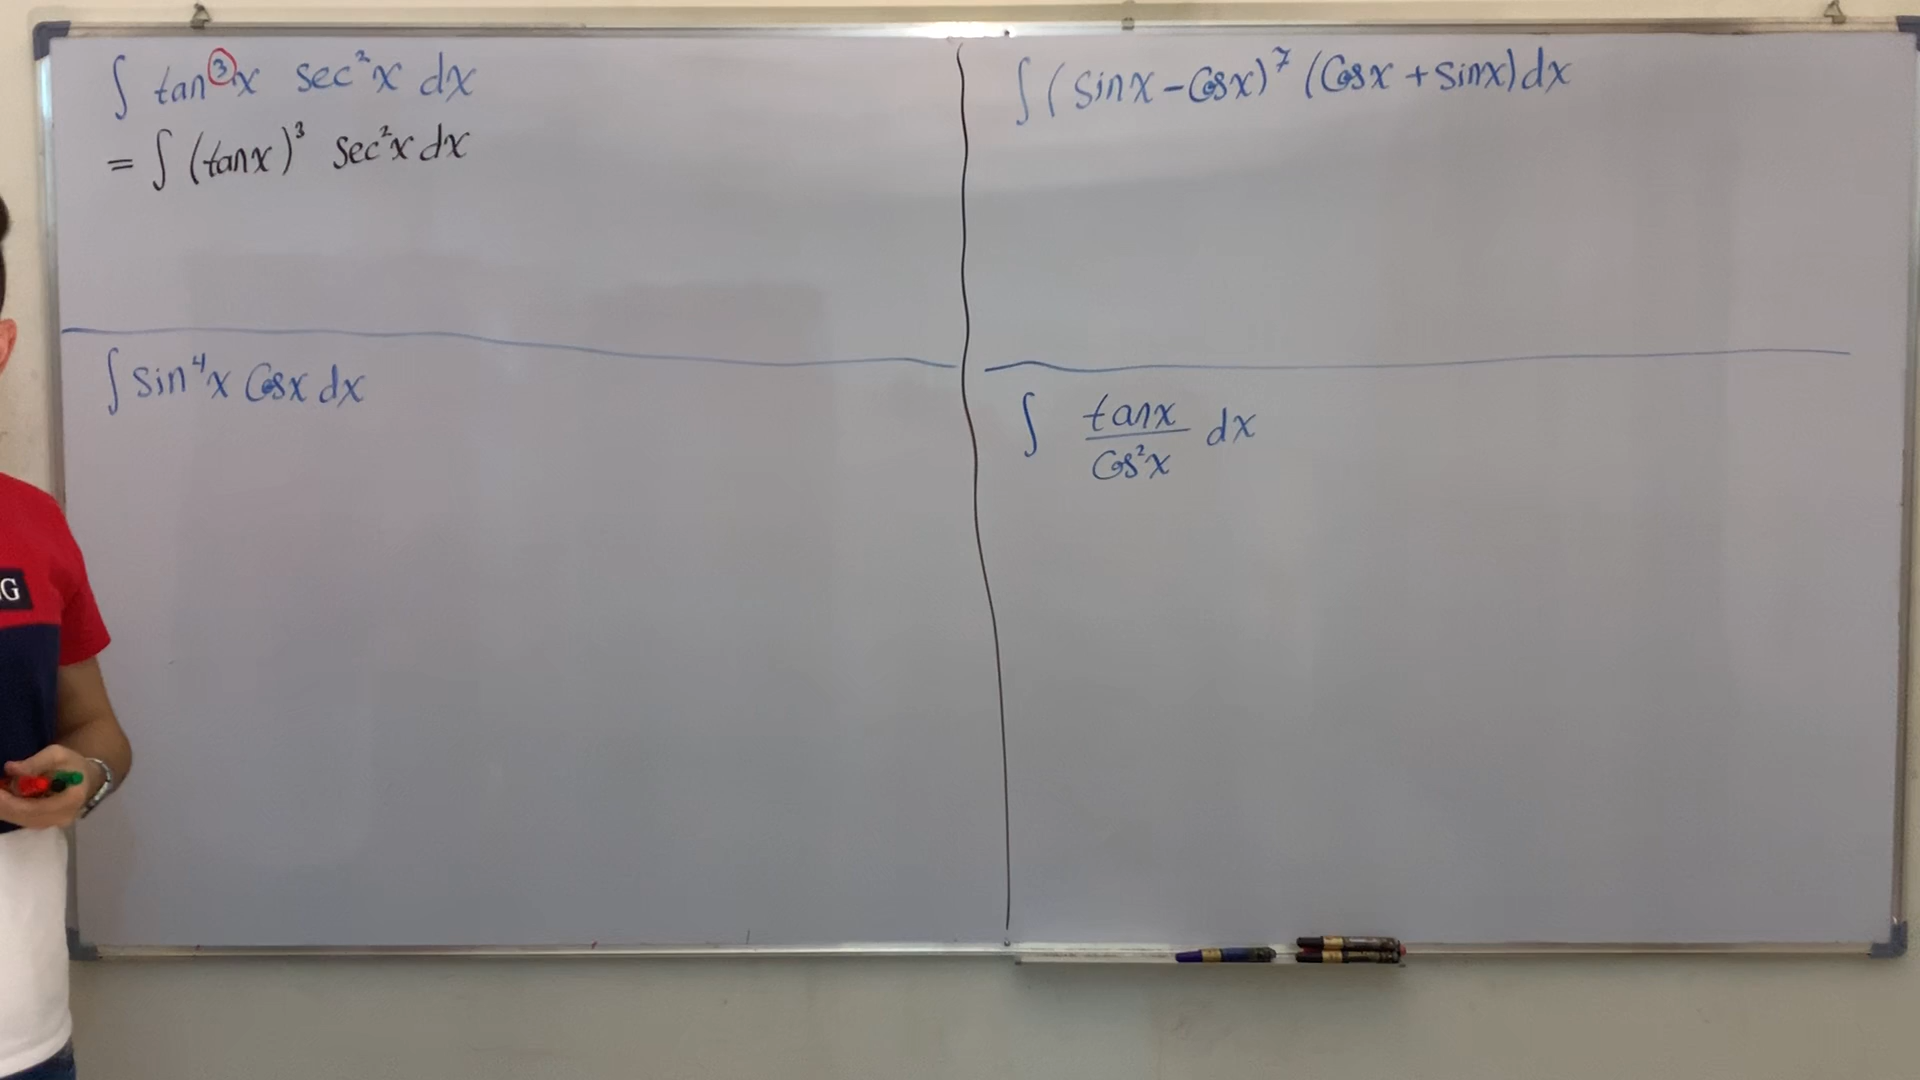 ∫ tan³x sec²x dx
= ∫ (tanx)³ sec²x dx
∫ sin⁴x Cosx dx
∫ (sinx - Cosx)⁷ (Cosx + sinx) dx
∫ tanx / Cos²x dx
G